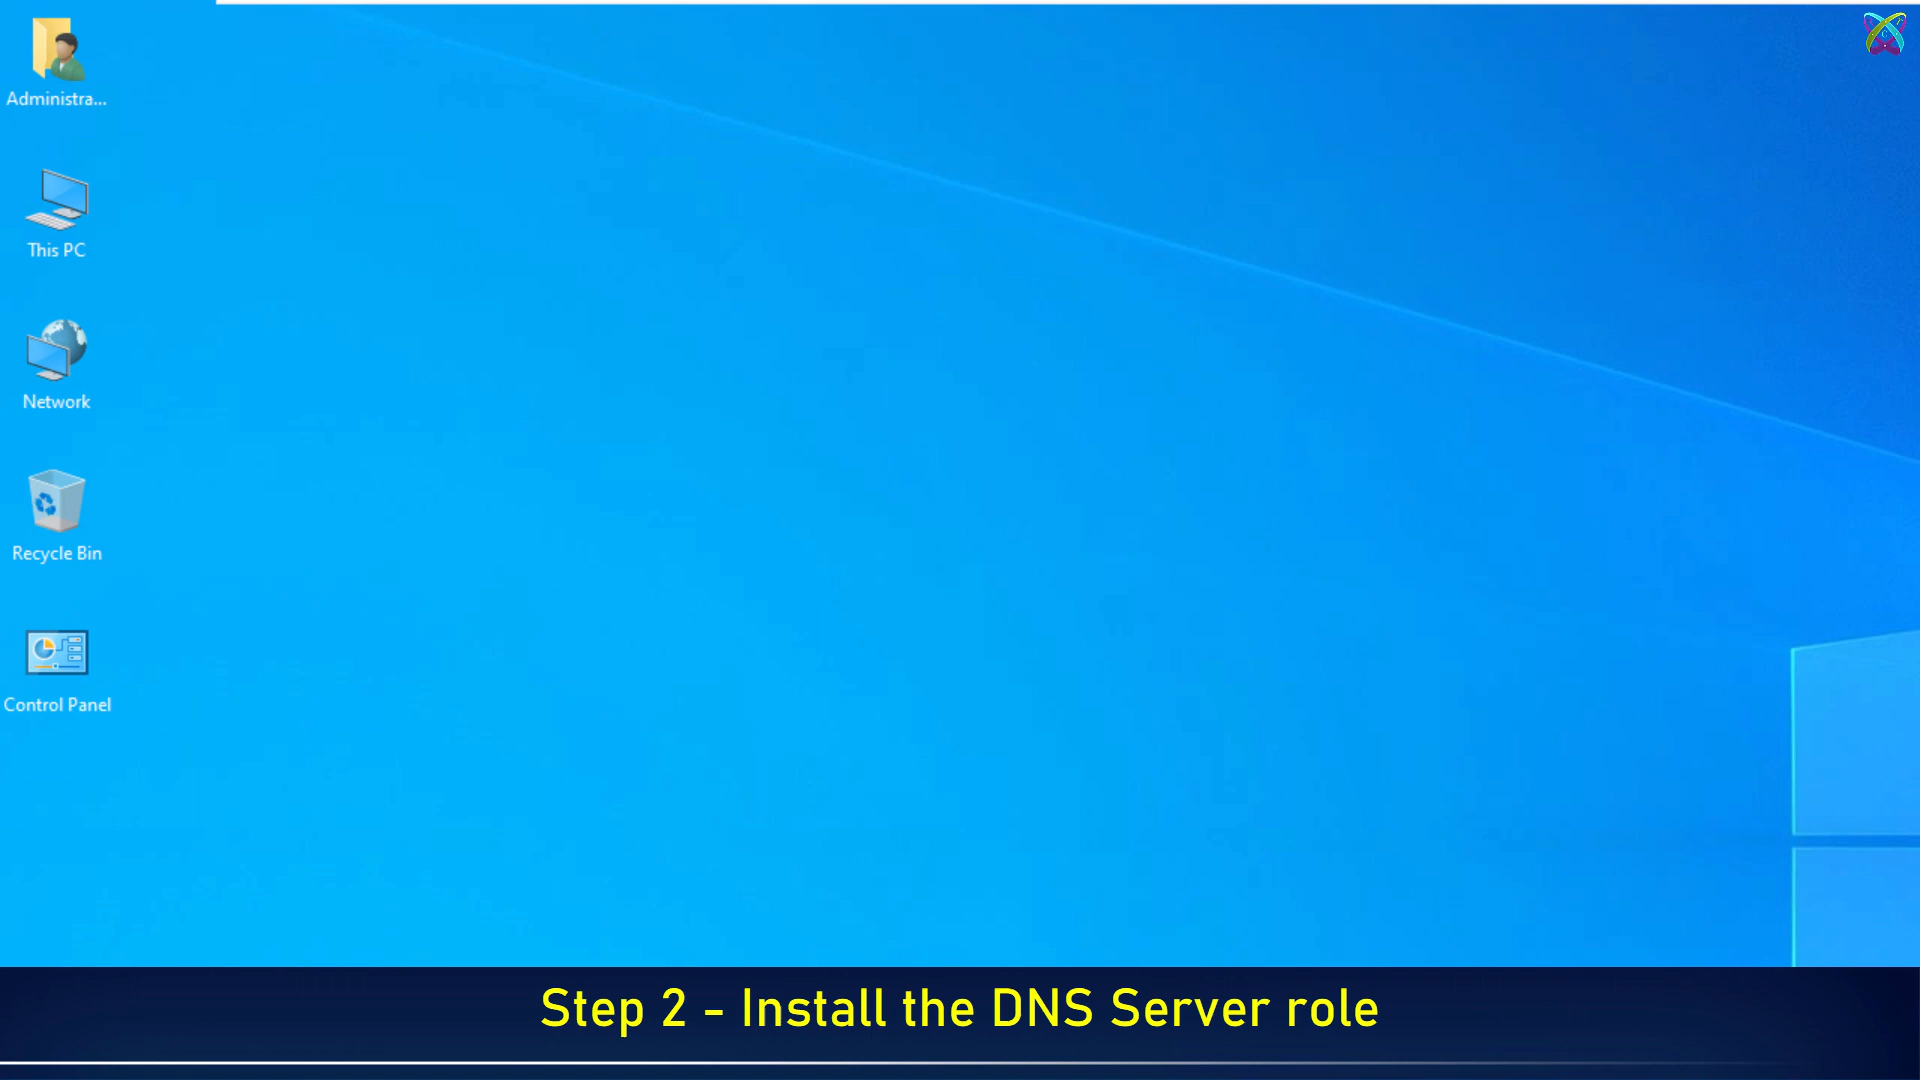 Administra...
This PC
Network
Recycle Bin
Control Panel
Step 2 - Install the DNS Server role